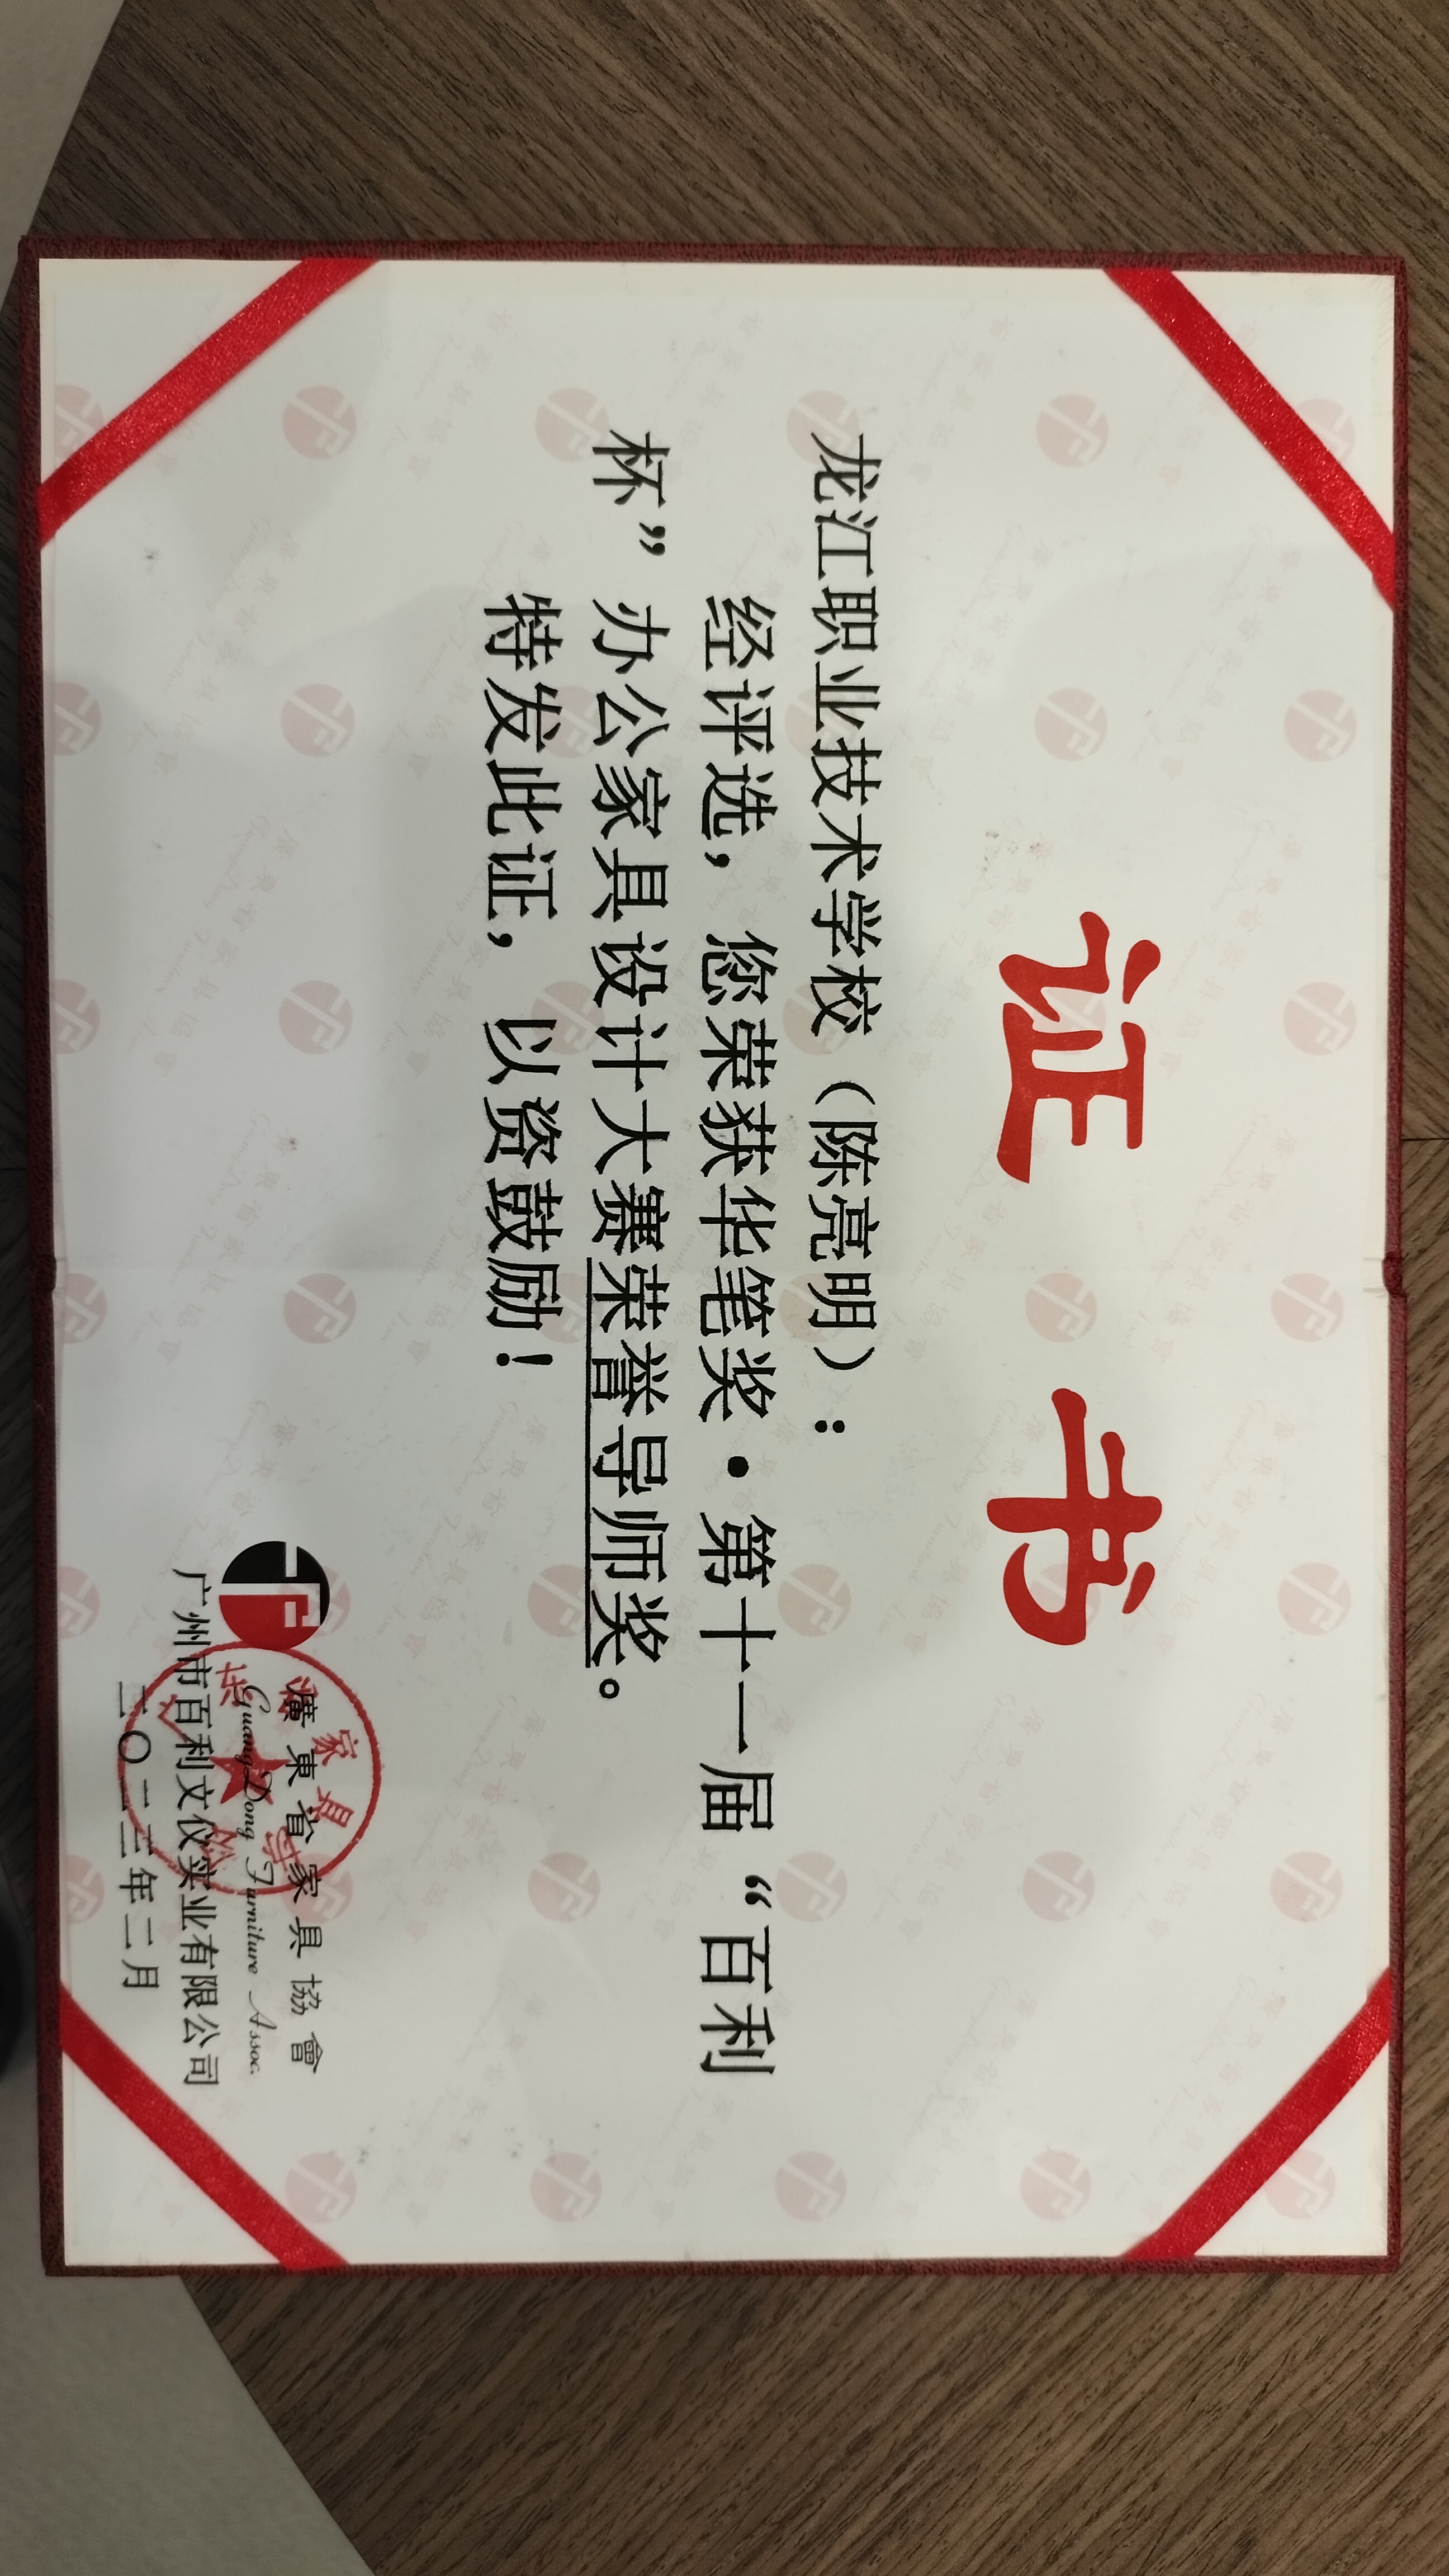 证 书
龙江职业技术学校（陈亮明）：
经评选，您荣获华笔奖·第十一届“百利
杯”办公家具设计大赛荣誉导师奖。
特发此证，以资鼓励！
廣東省家具協會
GuangDong Furniture Assoc.
广州市百利文仪实业有限公司
二〇二三年二月